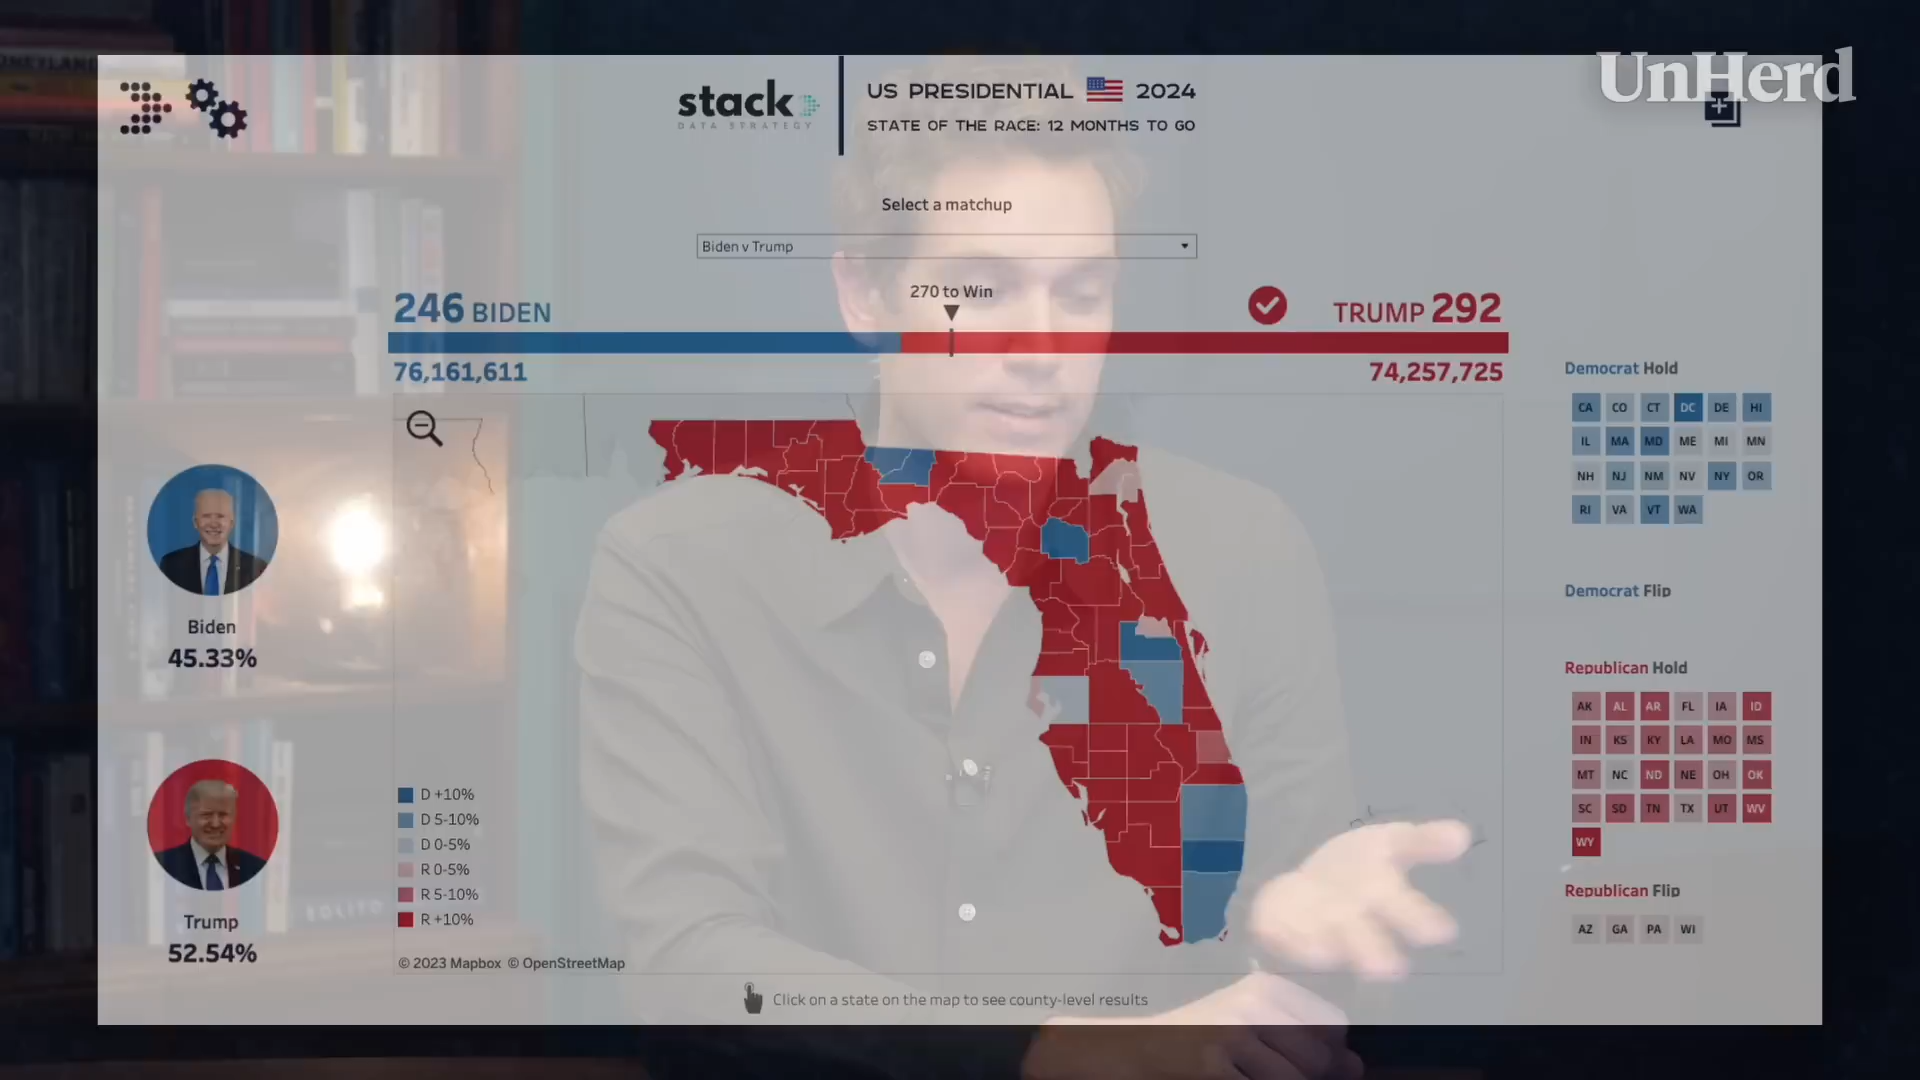 UnHerd
stack
DATA STRATEGY
US PRESIDENTIAL 2024
STATE OF THE RACE: 12 MONTHS TO GO
Select a matchup
Biden v Trump
270 to Win
246 BIDEN
TRUMP 292
76,161,611
74,257,725
Biden
45.33%
Trump
52.54%
D +10%
D 5-10%
D 0-5%
R 0-5%
R 5-10%
R +10%
© 2023 Mapbox © OpenStreetMap
Click on a state on the map to see county-level results
Democrat Hold
CA CO CT DC DE HI
IL MA MD ME MI MN
NH NJ NM NV NY OR
RI VA VT WA
Democrat Flip
Republican Hold
AK AL AR FL IA ID
IN KS KY LA MO MS
MT NC ND NE OH OK
SC SD TN TX UT WV
WY
Republican Flip
AZ GA PA WI